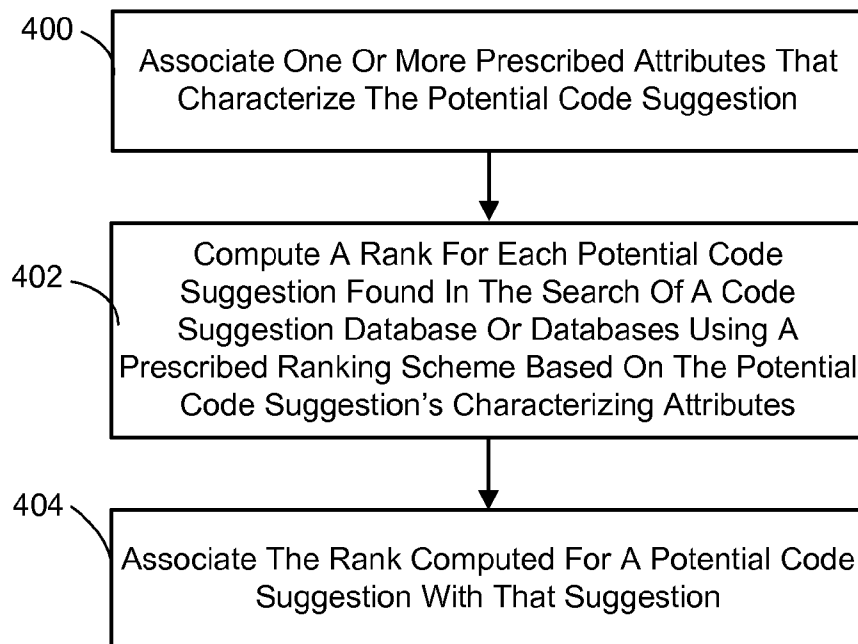 400
Associate One Or More Prescribed Attributes That
Characterize The Potential Code Suggestion
402
Compute A Rank For Each Potential Code
Suggestion Found In The Search Of A Code
Suggestion Database Or Databases Using A
Prescribed Ranking Scheme Based On The Potential
Code Suggestion’s Characterizing Attributes
404
Associate The Rank Computed For A Potential Code
Suggestion With That Suggestion